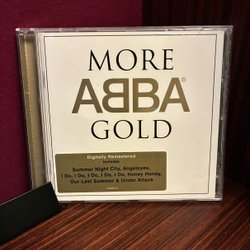 MORE
ABBA®
GOLD
Digitally Remastered
Includes
Summer Night City, Angeleyes,
I Do, I Do, I Do, I Do, I Do, Honey Honey,
Our Last Summer & Under Attack